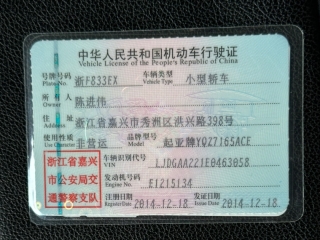 中华人民共和国机动车行驶证
Vehicle License of the People's Republic of China
号牌号码 浙F833EX 车辆类型 小型轿车
Plate No. Vehicle Type
所有人 陈进伟
Owner
住址 浙江省嘉兴市秀洲区洪兴路398号
Address
使用性质 非营运 品牌型号 起亚牌YQZ7165ACE
Use Character Model
浙江省嘉兴市公安局交通警察支队
车辆识别代号 LJDGAA221E0463058
VIN
发动机号码 E1215134
Engine No.
注册日期 2014-12-18 发证日期 2014-12-18
Register Date Issue Date